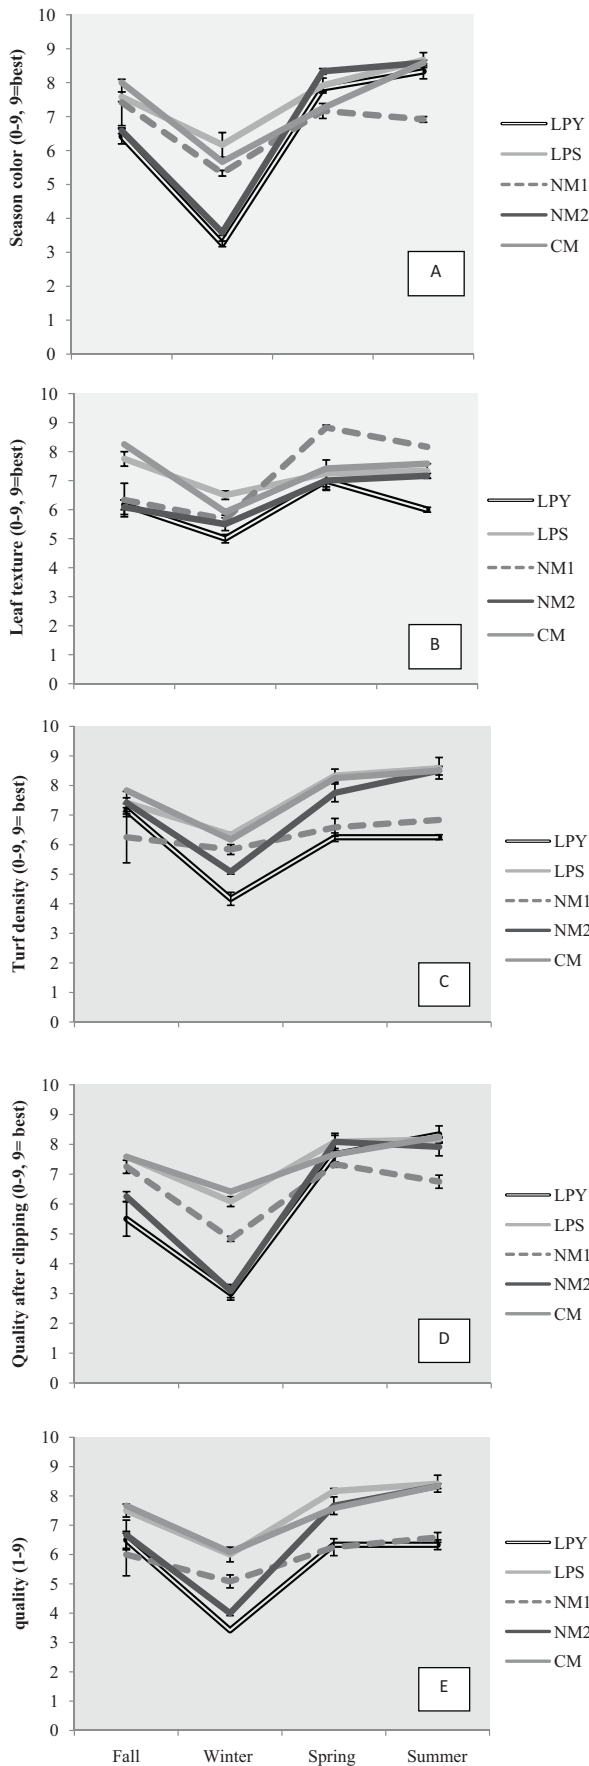 10
9
8
7
6
5
4
3
2
1
0
Season color (0-9, 9=best)
A
LPY
LPS
NM1
NM2
CM
10
9
8
7
6
5
4
3
2
1
0
Leaf texture (0-9, 9=best)
B
LPY
LPS
NM1
NM2
CM
10
9
8
7
6
5
4
3
2
1
0
Turf density (0-9, 9= best)
C
LPY
LPS
NM1
NM2
CM
10
9
8
7
6
5
4
3
2
1
0
Quality after clipping (0-9, 9= best)
D
LPY
LPS
NM1
NM2
CM
10
9
8
7
6
5
4
3
2
1
0
quality (1-9)
E
LPY
LPS
NM1
NM2
CM
Fall Winter Spring Summer